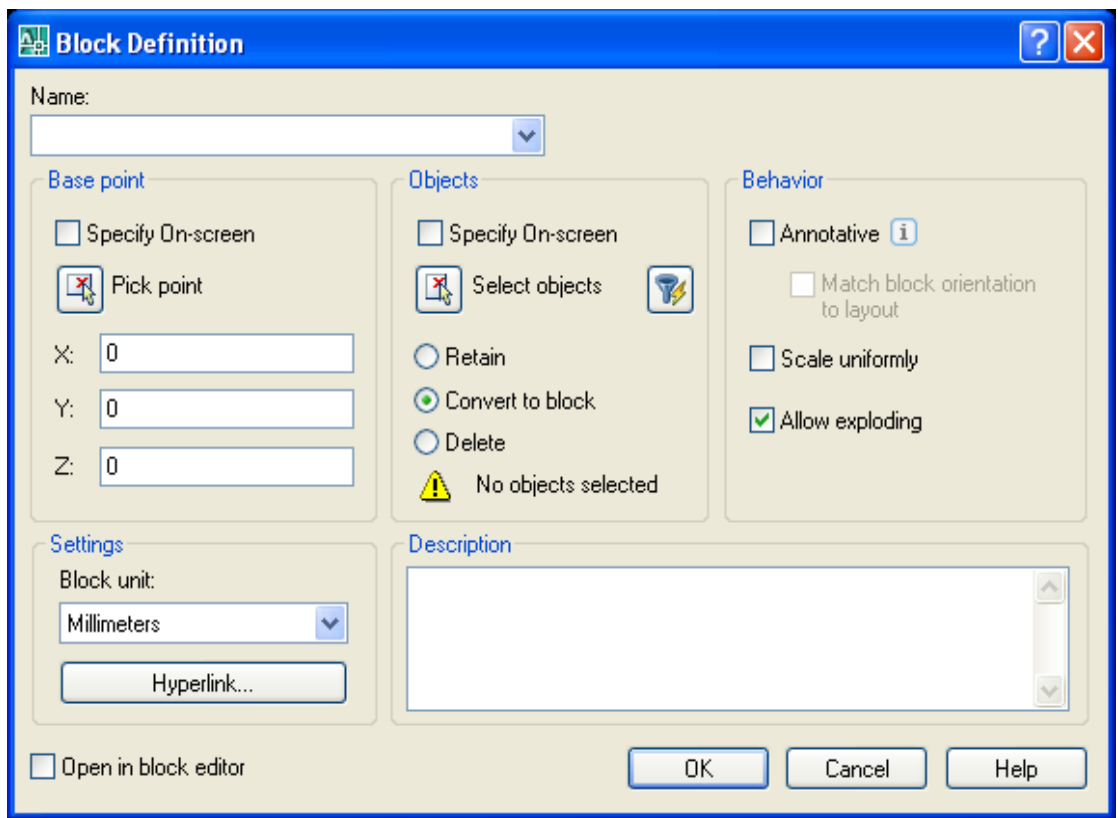 Block Definition
Name:
Base point
Specify On-screen
Pick point
X: 0
Y: 0
Z: 0
Objects
Specify On-screen
Select objects
Retain
Convert to block
Delete
No objects selected
Behavior
Annotative
Match block orientation
to layout
Scale uniformly
Allow exploding
Settings
Block unit:
Millimeters
Hyperlink...
Description
Open in block editor
OK
Cancel
Help